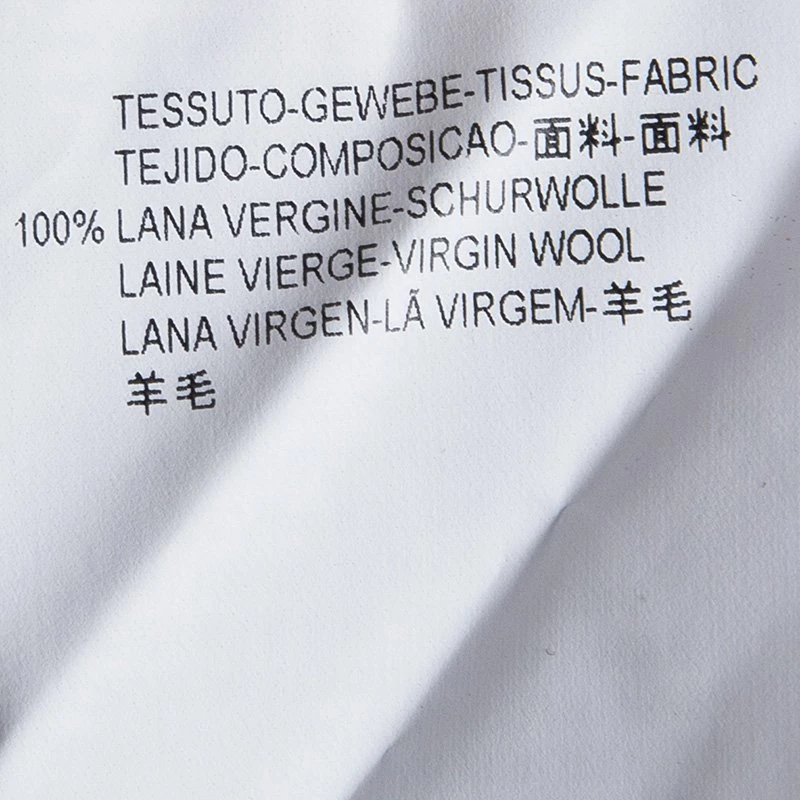 TESSUTO-GEWEBE-TISSUS-FABRIC
TEJIDO-COMPOSICAO-面料-面料
100% LANA VERGINE-SCHURWOLLE
LAINE VIERGE-VIRGIN WOOL
LANA VIRGEN-LÃ VIRGEM-羊毛
羊毛